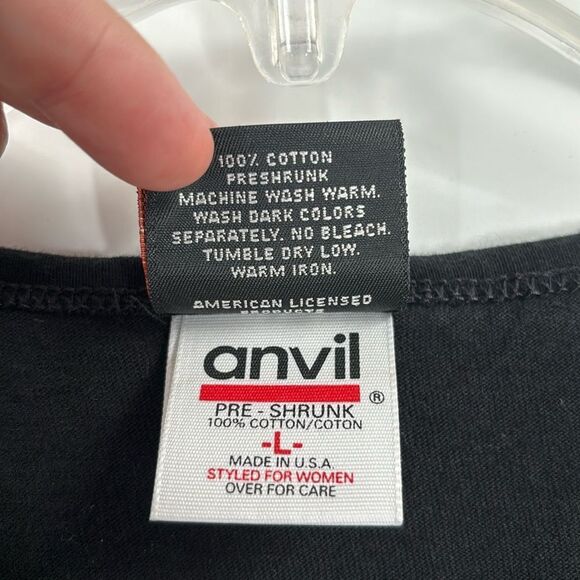 100% COTTON
PRESHRUNK
MACHINE WASH WARM.
WASH DARK COLORS
SEPARATELY. NO BLEACH.
TUMBLE DRY LOW.
WARM IRON.
AMERICAN LICENSED
PRODUCTS
anvil
®
PRE - SHRUNK
100% COTTON/COTON
-L-
MADE IN U.S.A.
STYLED FOR WOMEN
OVER FOR CARE